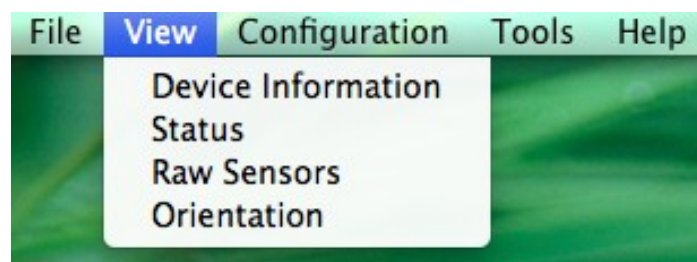 File View Configuration Tools Help
Device Information
Status
Raw Sensors
Orientation